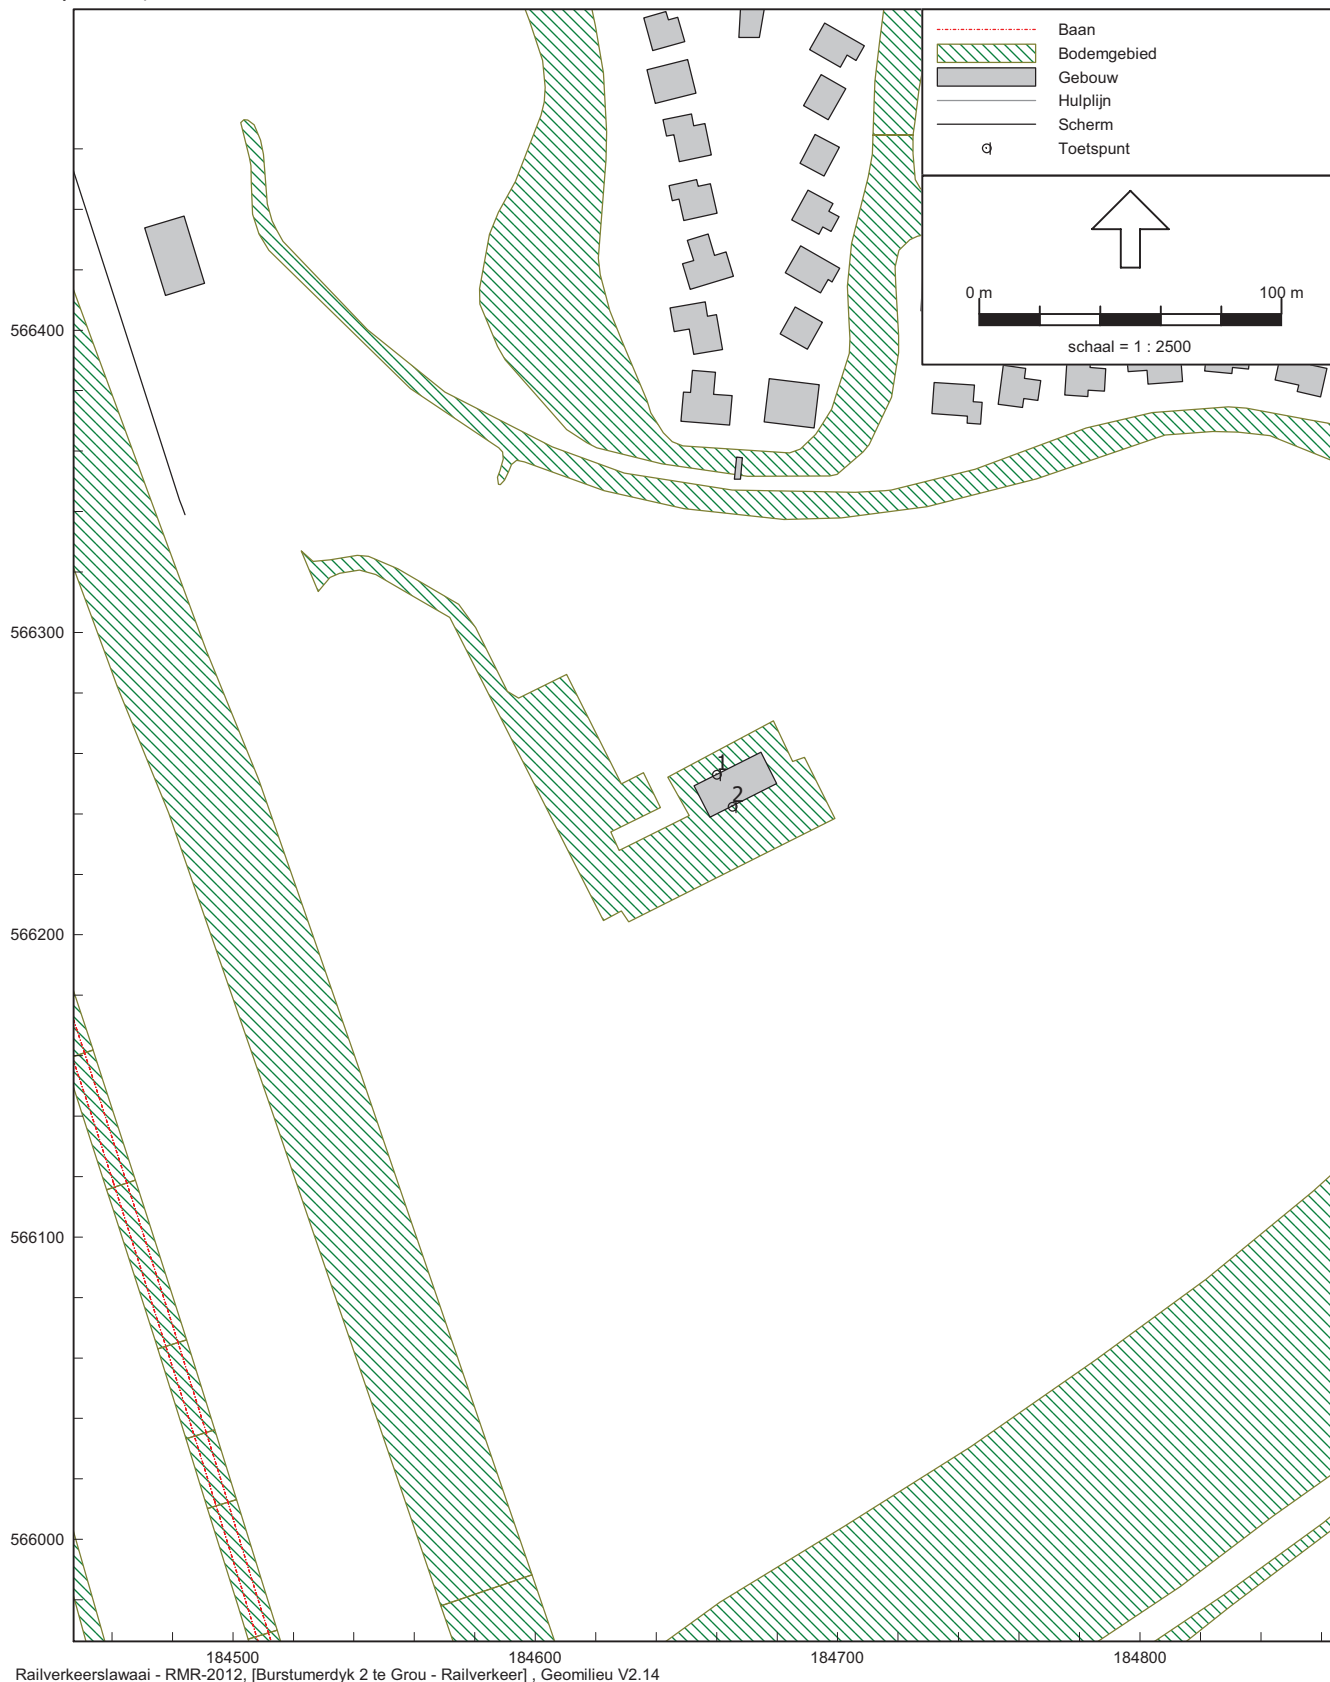 Baan
Bodemgebied
Gebouw
Hulplijn
Scherm
Toetspunt
0 m 100 m
schaal = 1 : 2500
566400
566300
1
2
566200
566100
566000
184500 184600 184700 184800
Railverkeerslawaai - RMR-2012, [Burstumerdyk 2 te Grou - Railverkeer] , Geomilieu V2.14